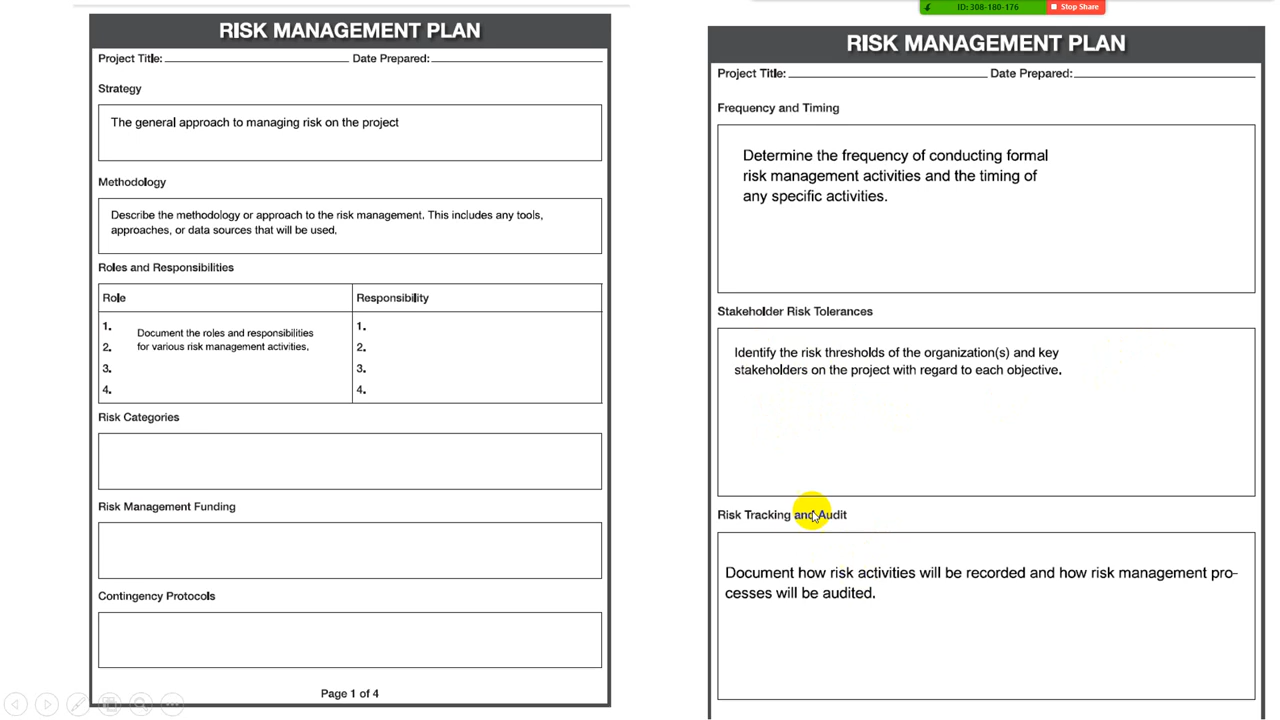 ID: 308-180-176
Stop Share
RISK MANAGEMENT PLAN
Project Title: Date Prepared:
Strategy
The general approach to managing risk on the project
Methodology
Describe the methodology or approach to the risk management. This includes any tools,
approaches, or data sources that will be used.
Roles and Responsibilities
Role Responsibility
1. 1.
Document the roles and responsibilities
2. for various risk management activities. 2.
3. 3.
4. 4.
Risk Categories
Risk Management Funding
Contingency Protocols
Page 1 of 4
RISK MANAGEMENT PLAN
Project Title: Date Prepared:
Frequency and Timing
Determine the frequency of conducting formal
risk management activities and the timing of
any specific activities.
Stakeholder Risk Tolerances
Identify the risk thresholds of the organization(s) and key
stakeholders on the project with regard to each objective.
Risk Tracking and Audit
Document how risk activities will be recorded and how risk management pro-
cesses will be audited.